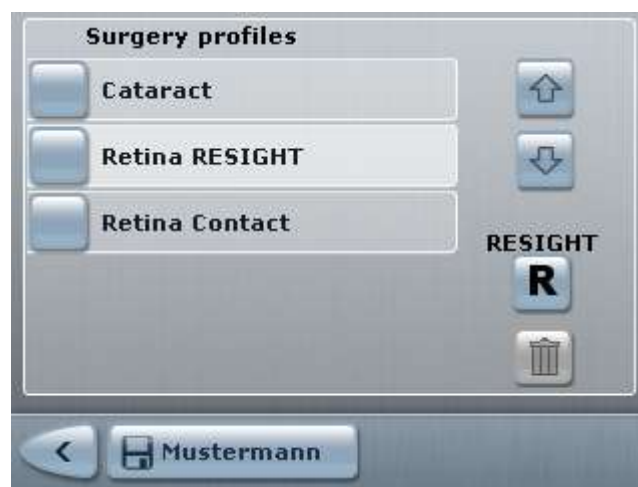 Surgery profiles
Cataract
Retina RESIGHT
Retina Contact
RESIGHT
R
Mustermann